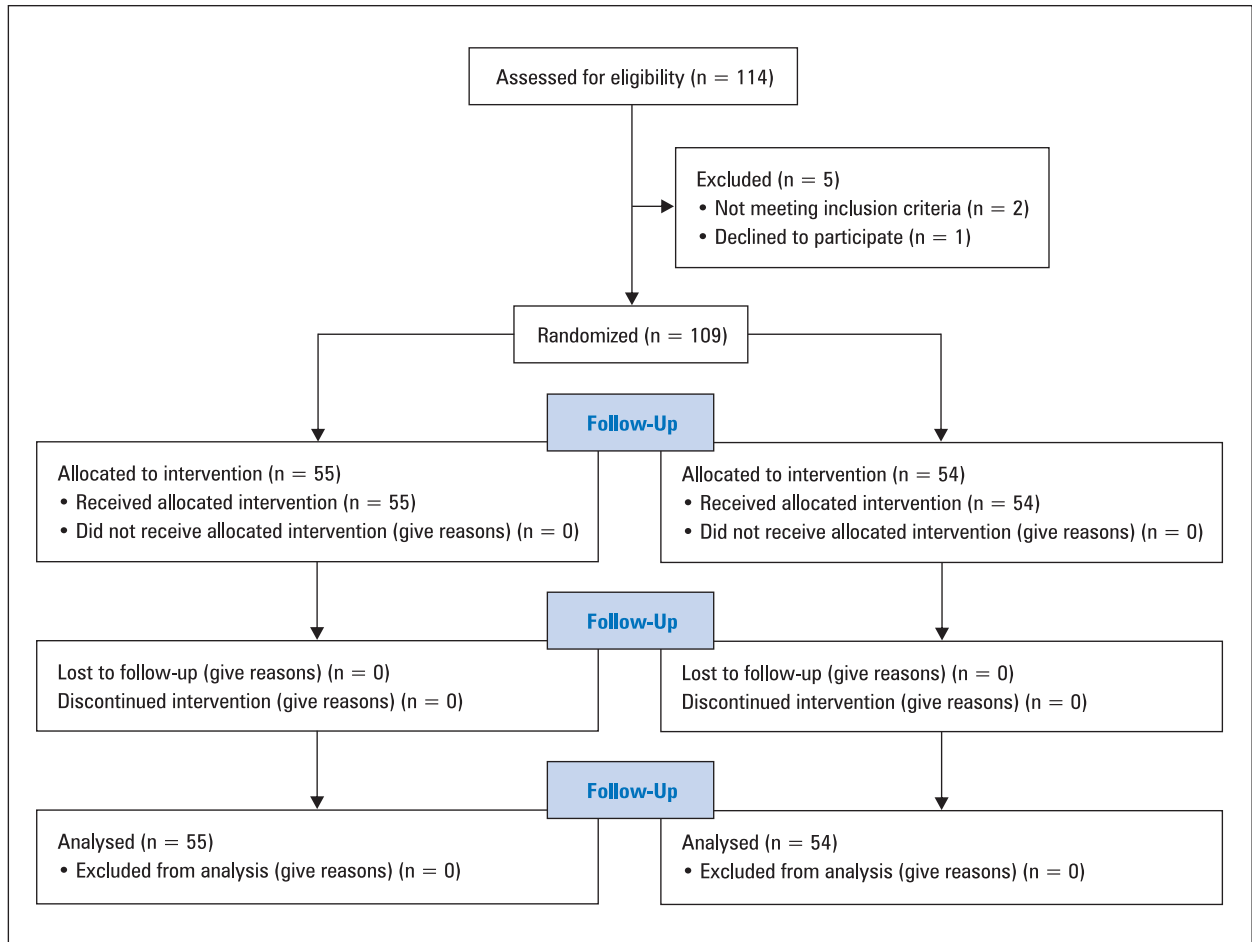 Assessed for eligibility (n = 114)
Excluded (n = 5)
• Not meeting inclusion criteria (n = 2)
• Declined to participate (n = 1)
Randomized (n = 109)
Follow-Up
Allocated to intervention (n = 55)
• Received allocated intervention (n = 55)
• Did not receive allocated intervention (give reasons) (n = 0)
Allocated to intervention (n = 54)
• Received allocated intervention (n = 54)
• Did not receive allocated intervention (give reasons) (n = 0)
Follow-Up
Lost to follow-up (give reasons) (n = 0)
Discontinued intervention (give reasons) (n = 0)
Lost to follow-up (give reasons) (n = 0)
Discontinued intervention (give reasons) (n = 0)
Follow-Up
Analysed (n = 55)
• Excluded from analysis (give reasons) (n = 0)
Analysed (n = 54)
• Excluded from analysis (give reasons) (n = 0)